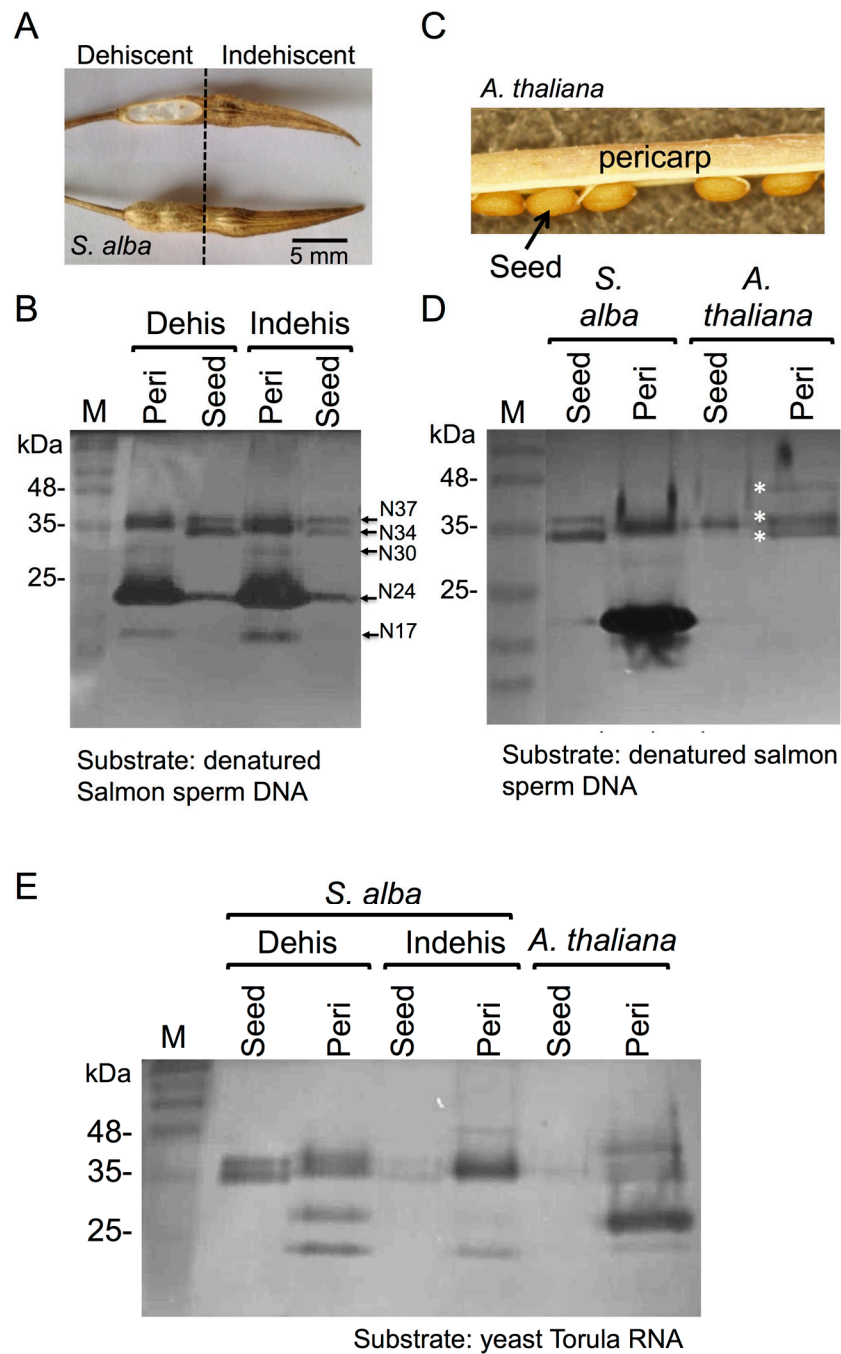 A
Dehiscent Indehiscent
S. alba
5 mm
C
A. thaliana
pericarp
Seed
B
Dehis Indehis
M Peri Seed Peri Seed
kDa
48-
35-
25-
N37
N34
N30
N24
N17
Substrate: denatured
Salmon sperm DNA
D
S. A.
alba thaliana
M Seed Peri Seed Peri
kDa
48-
35-
25-
*
*
*
Substrate: denatured salmon
sperm DNA
E
S. alba
Dehis Indehis A. thaliana
M Seed Peri Seed Peri Seed Peri
kDa
48-
35-
25-
Substrate: yeast Torula RNA